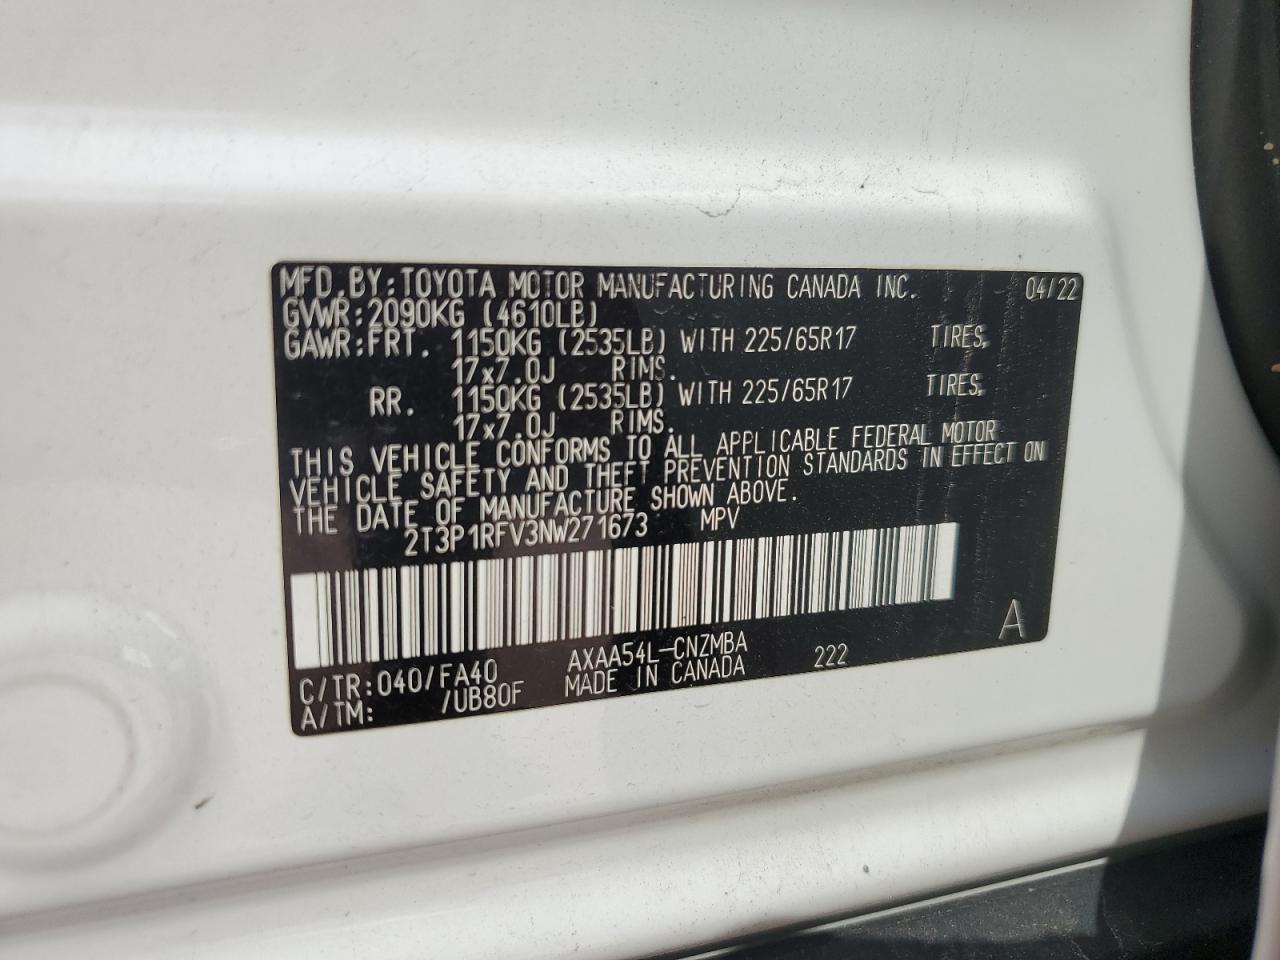 MFD.BY:TOYOTA MOTOR MANUFACTURING CANADA INC. 04/22
GVWR:2090KG (4610LB)
GAWR:FRT. 1150KG (2535LB) WITH 225/65R17 TIRES,
17x7.0J RIMS.
RR. 1150KG (2535LB) WITH 225/65R17 TIRES,
17x7.0J RIMS.
THIS VEHICLE CONFORMS TO ALL APPLICABLE FEDERAL MOTOR
VEHICLE SAFETY AND THEFT PREVENTION STANDARDS IN EFFECT ON
THE DATE OF MANUFACTURE SHOWN ABOVE.
2T3P1RFV3NW271673 MPV
C/TR:040/FA40 AXAA54L-CNZMBA 222 A
A/TM: /UB80F MADE IN CANADA